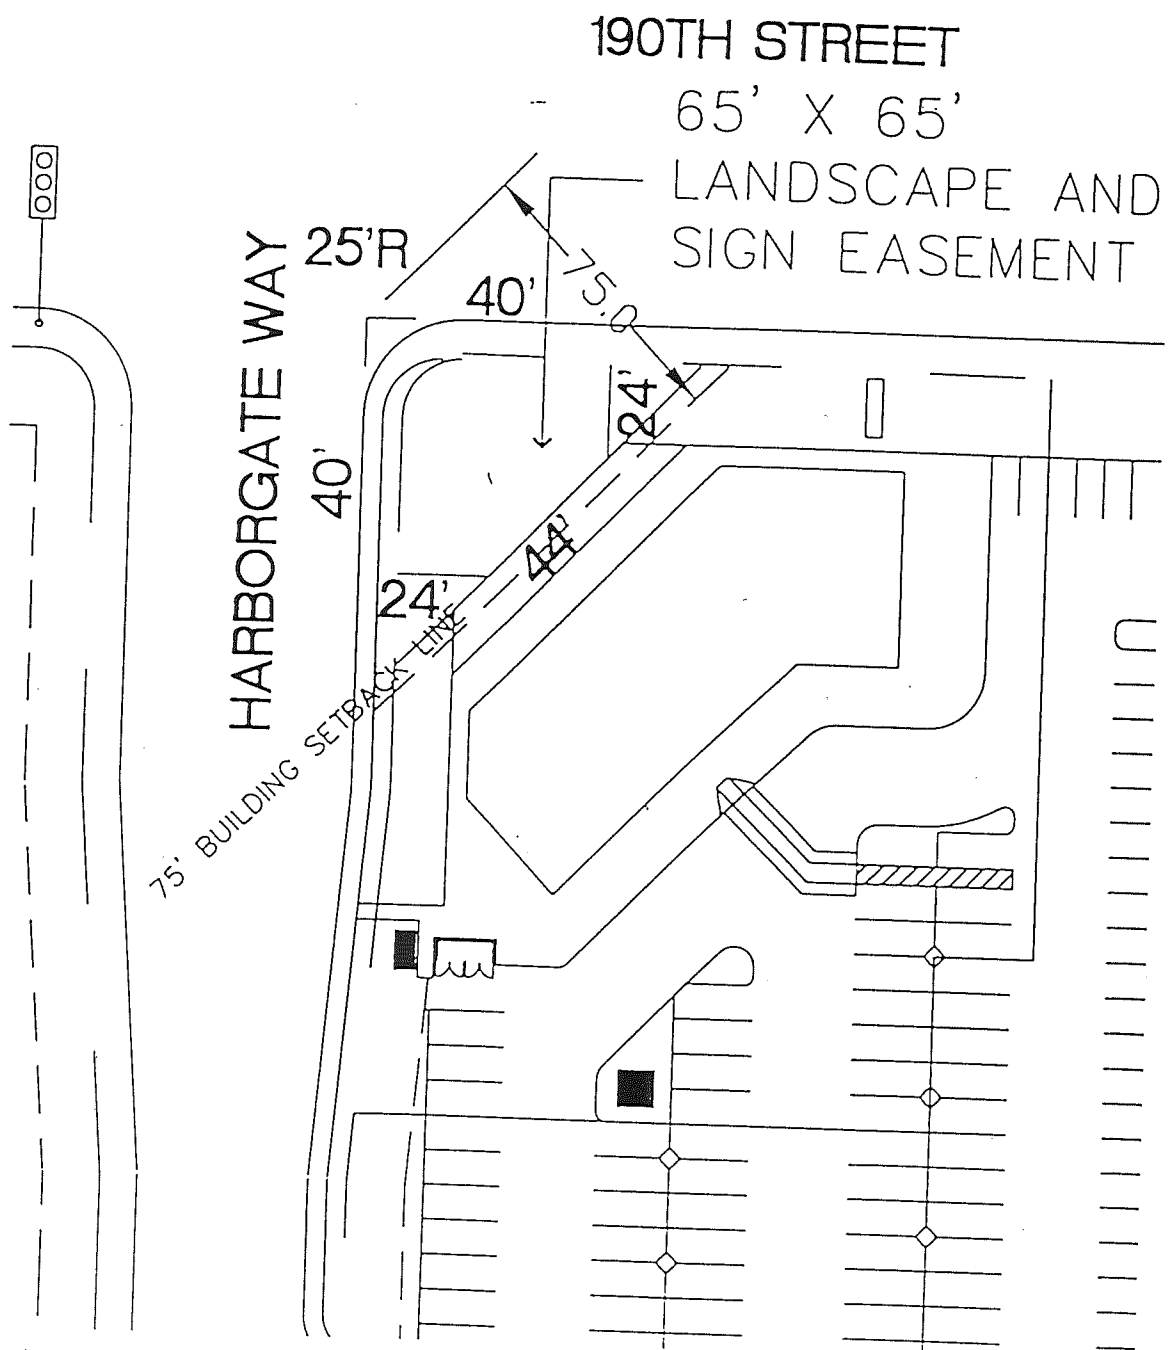 190TH STREET
65' X 65'
LANDSCAPE AND
SIGN EASEMENT
25'R
75.0
40'
HARBORGATE WAY
24'
40'
44'
24'
75' BUILDING SETBACK LINE